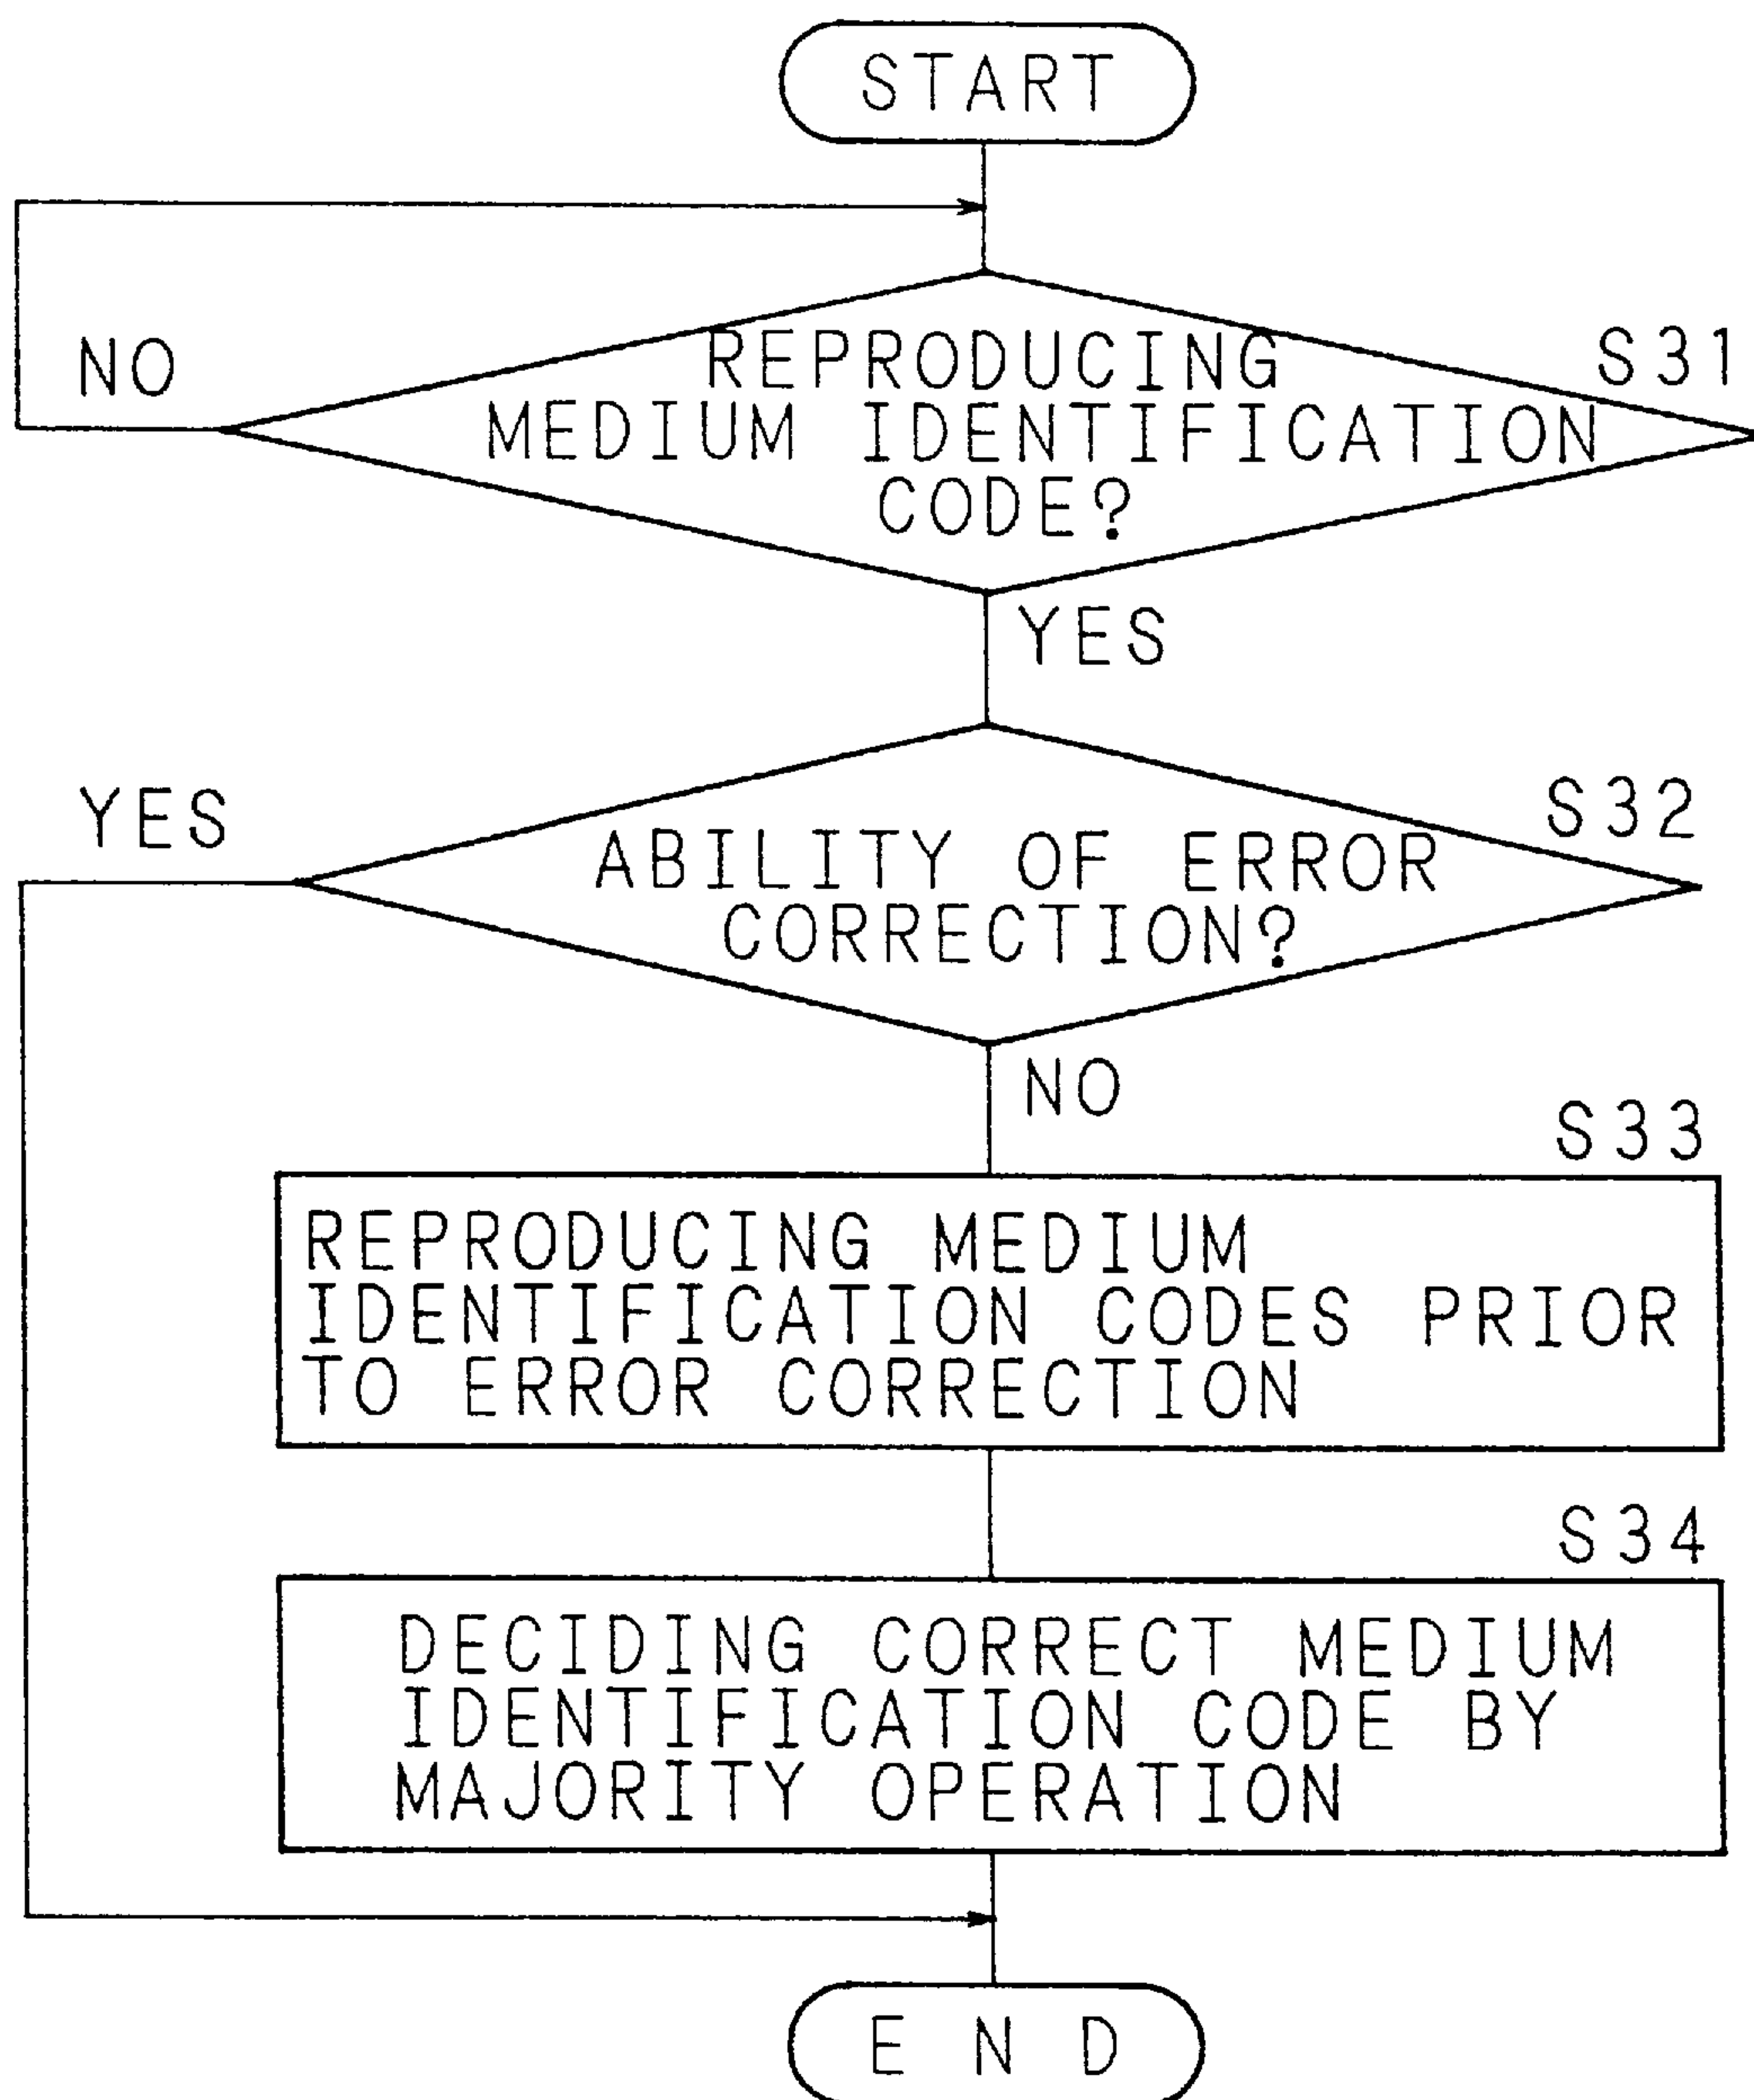 START
NO
S31
REPRODUCING
MEDIUM IDENTIFICATION
CODE?
YES
YES
S32
ABILITY OF ERROR
CORRECTION?
NO
S33
REPRODUCING MEDIUM
IDENTIFICATION CODES PRIOR
TO ERROR CORRECTION
S34
DECIDING CORRECT MEDIUM
IDENTIFICATION CODE BY
MAJORITY OPERATION
END